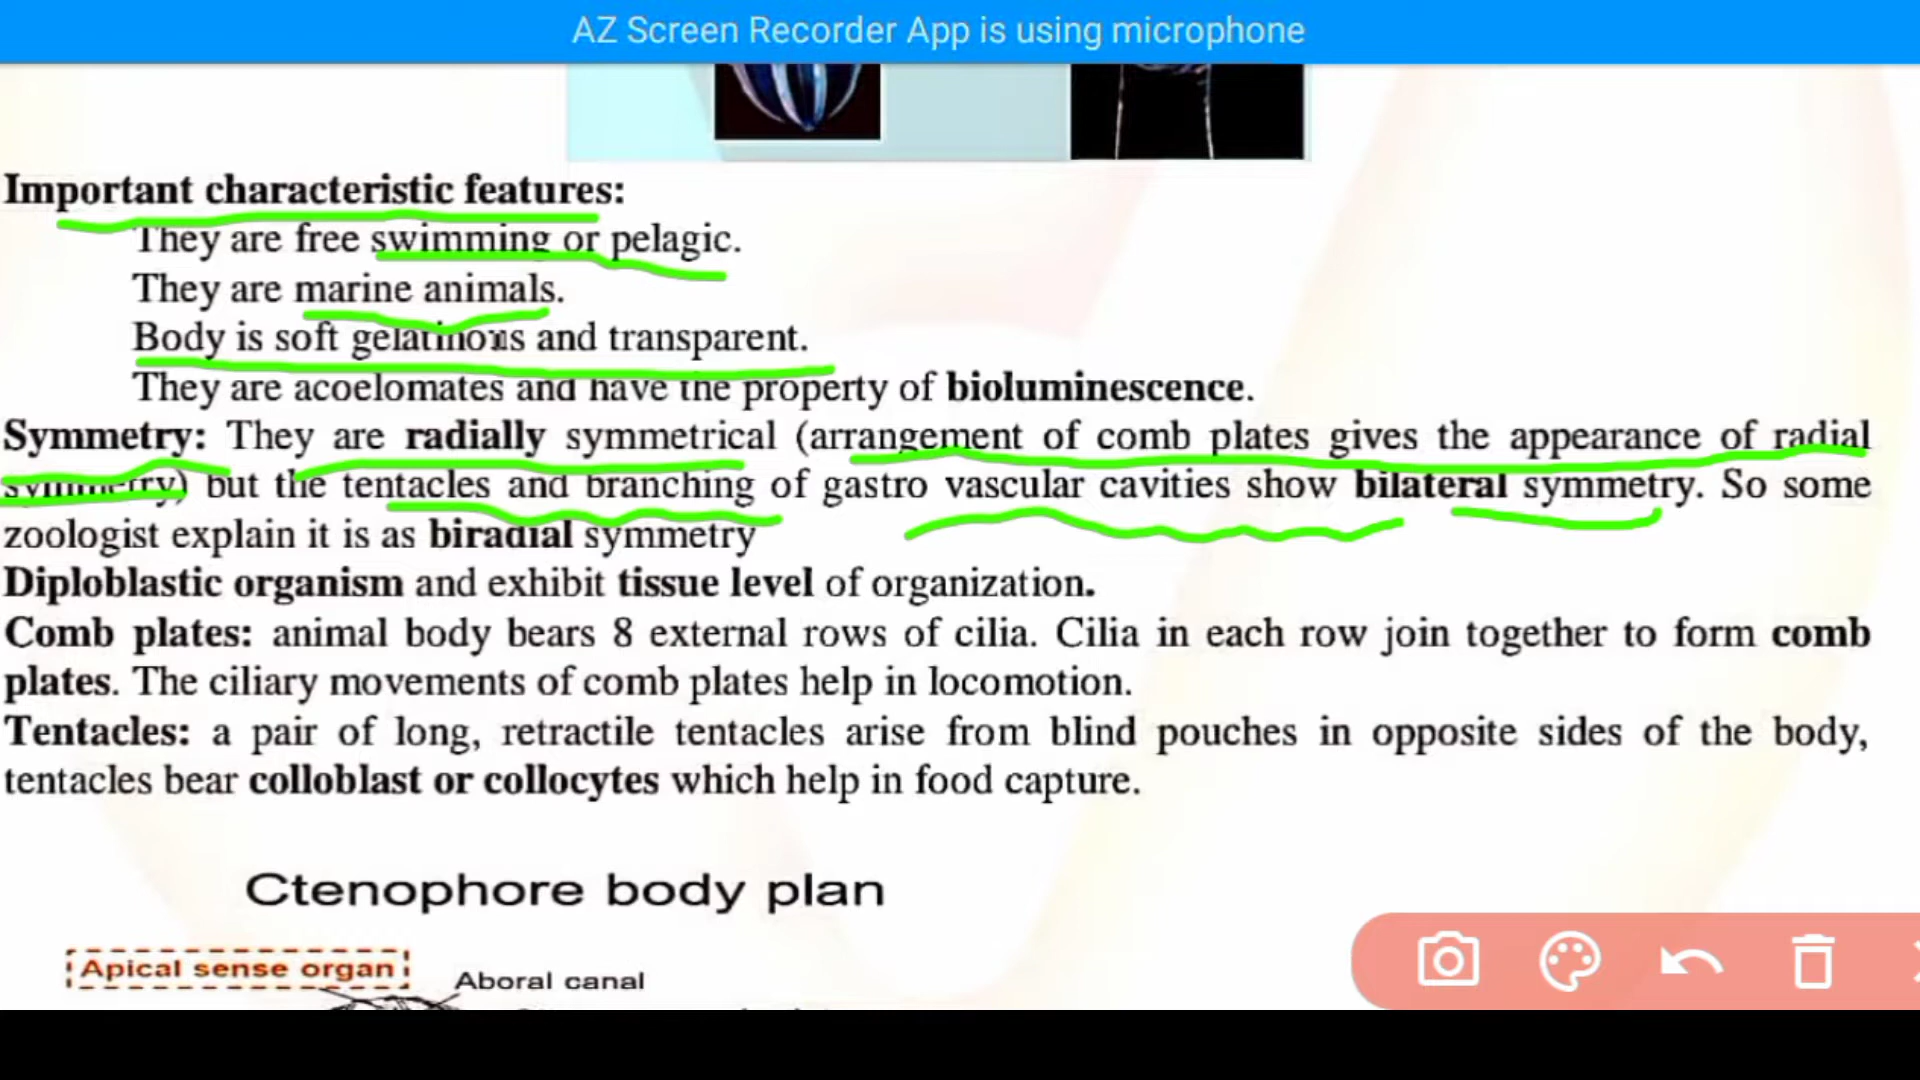 AZ Screen Recorder App is using microphone
Important characteristic features:
They are free swimming or pelagic.
They are marine animals.
Body is soft gelatinous and transparent.
They are acoelomates and have the property of bioluminescence.
Symmetry: They are radially symmetrical (arrangement of comb plates gives the appearance of radial
symmetry) but the tentacles and branching of gastro vascular cavities show bilateral symmetry. So some
zoologist explain it is as biradial symmetry
Diploblastic organism and exhibit tissue level of organization.
Comb plates: animal body bears 8 external rows of cilia. Cilia in each row join together to form comb
plates. The ciliary movements of comb plates help in locomotion.
Tentacles: a pair of long, retractile tentacles arise from blind pouches in opposite sides of the body,
tentacles bear colloblast or collocytes which help in food capture.
Ctenophore body plan
Apical sense organ
Aboral canal